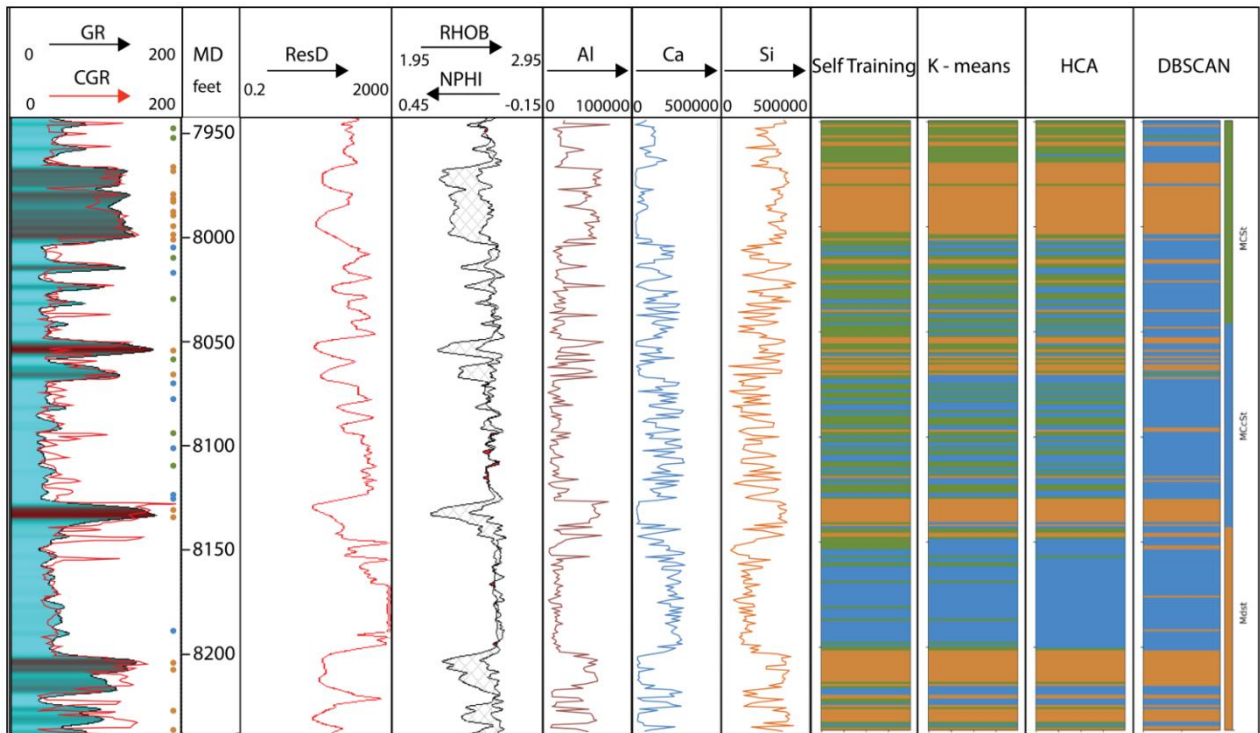 GR
0 200
CGR
0 200
MD
feet
ResD
0.2 2000
RHOB
1.95 2.95
NPHI
0.45 -0.15
Al
0 100000
Ca
0 5000000
Si
0 5000000
Self Training
K - means
HCA
DBSCAN
7950
8000
8050
8100
8150
8200
MCSt
MCcSt
Mdst